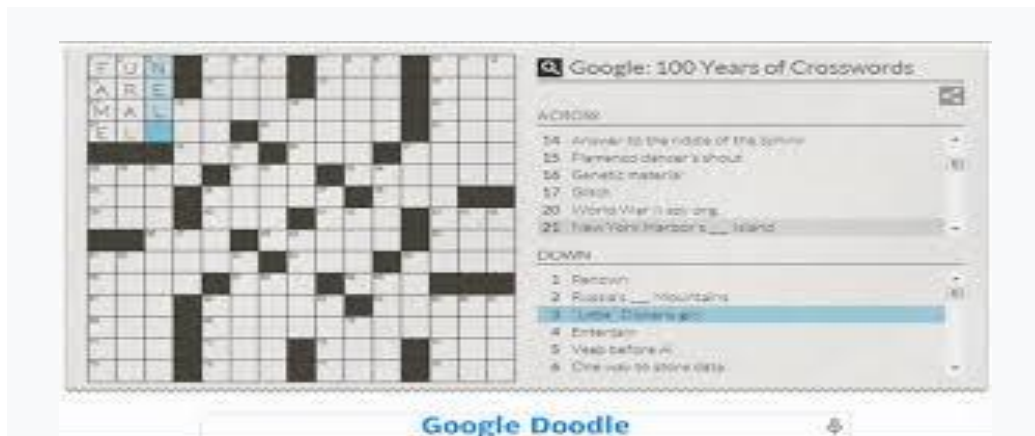 F U N
A R E
M A L
E L
Google: 100 Years of Crosswords
ACROSS
14 Answer to the riddle of the Sphinx
15 Flamenco dancer's shout
16 Genetic material
17 Glitch
20 World War II spy org.
21 New York Harbor's __ Island
DOWN
1 Renown
2 Russia's __ Mountains
3 "Little" Dickens girl
4 Entertain
5 Veep before Al
6 One way to store data
Google Doodle